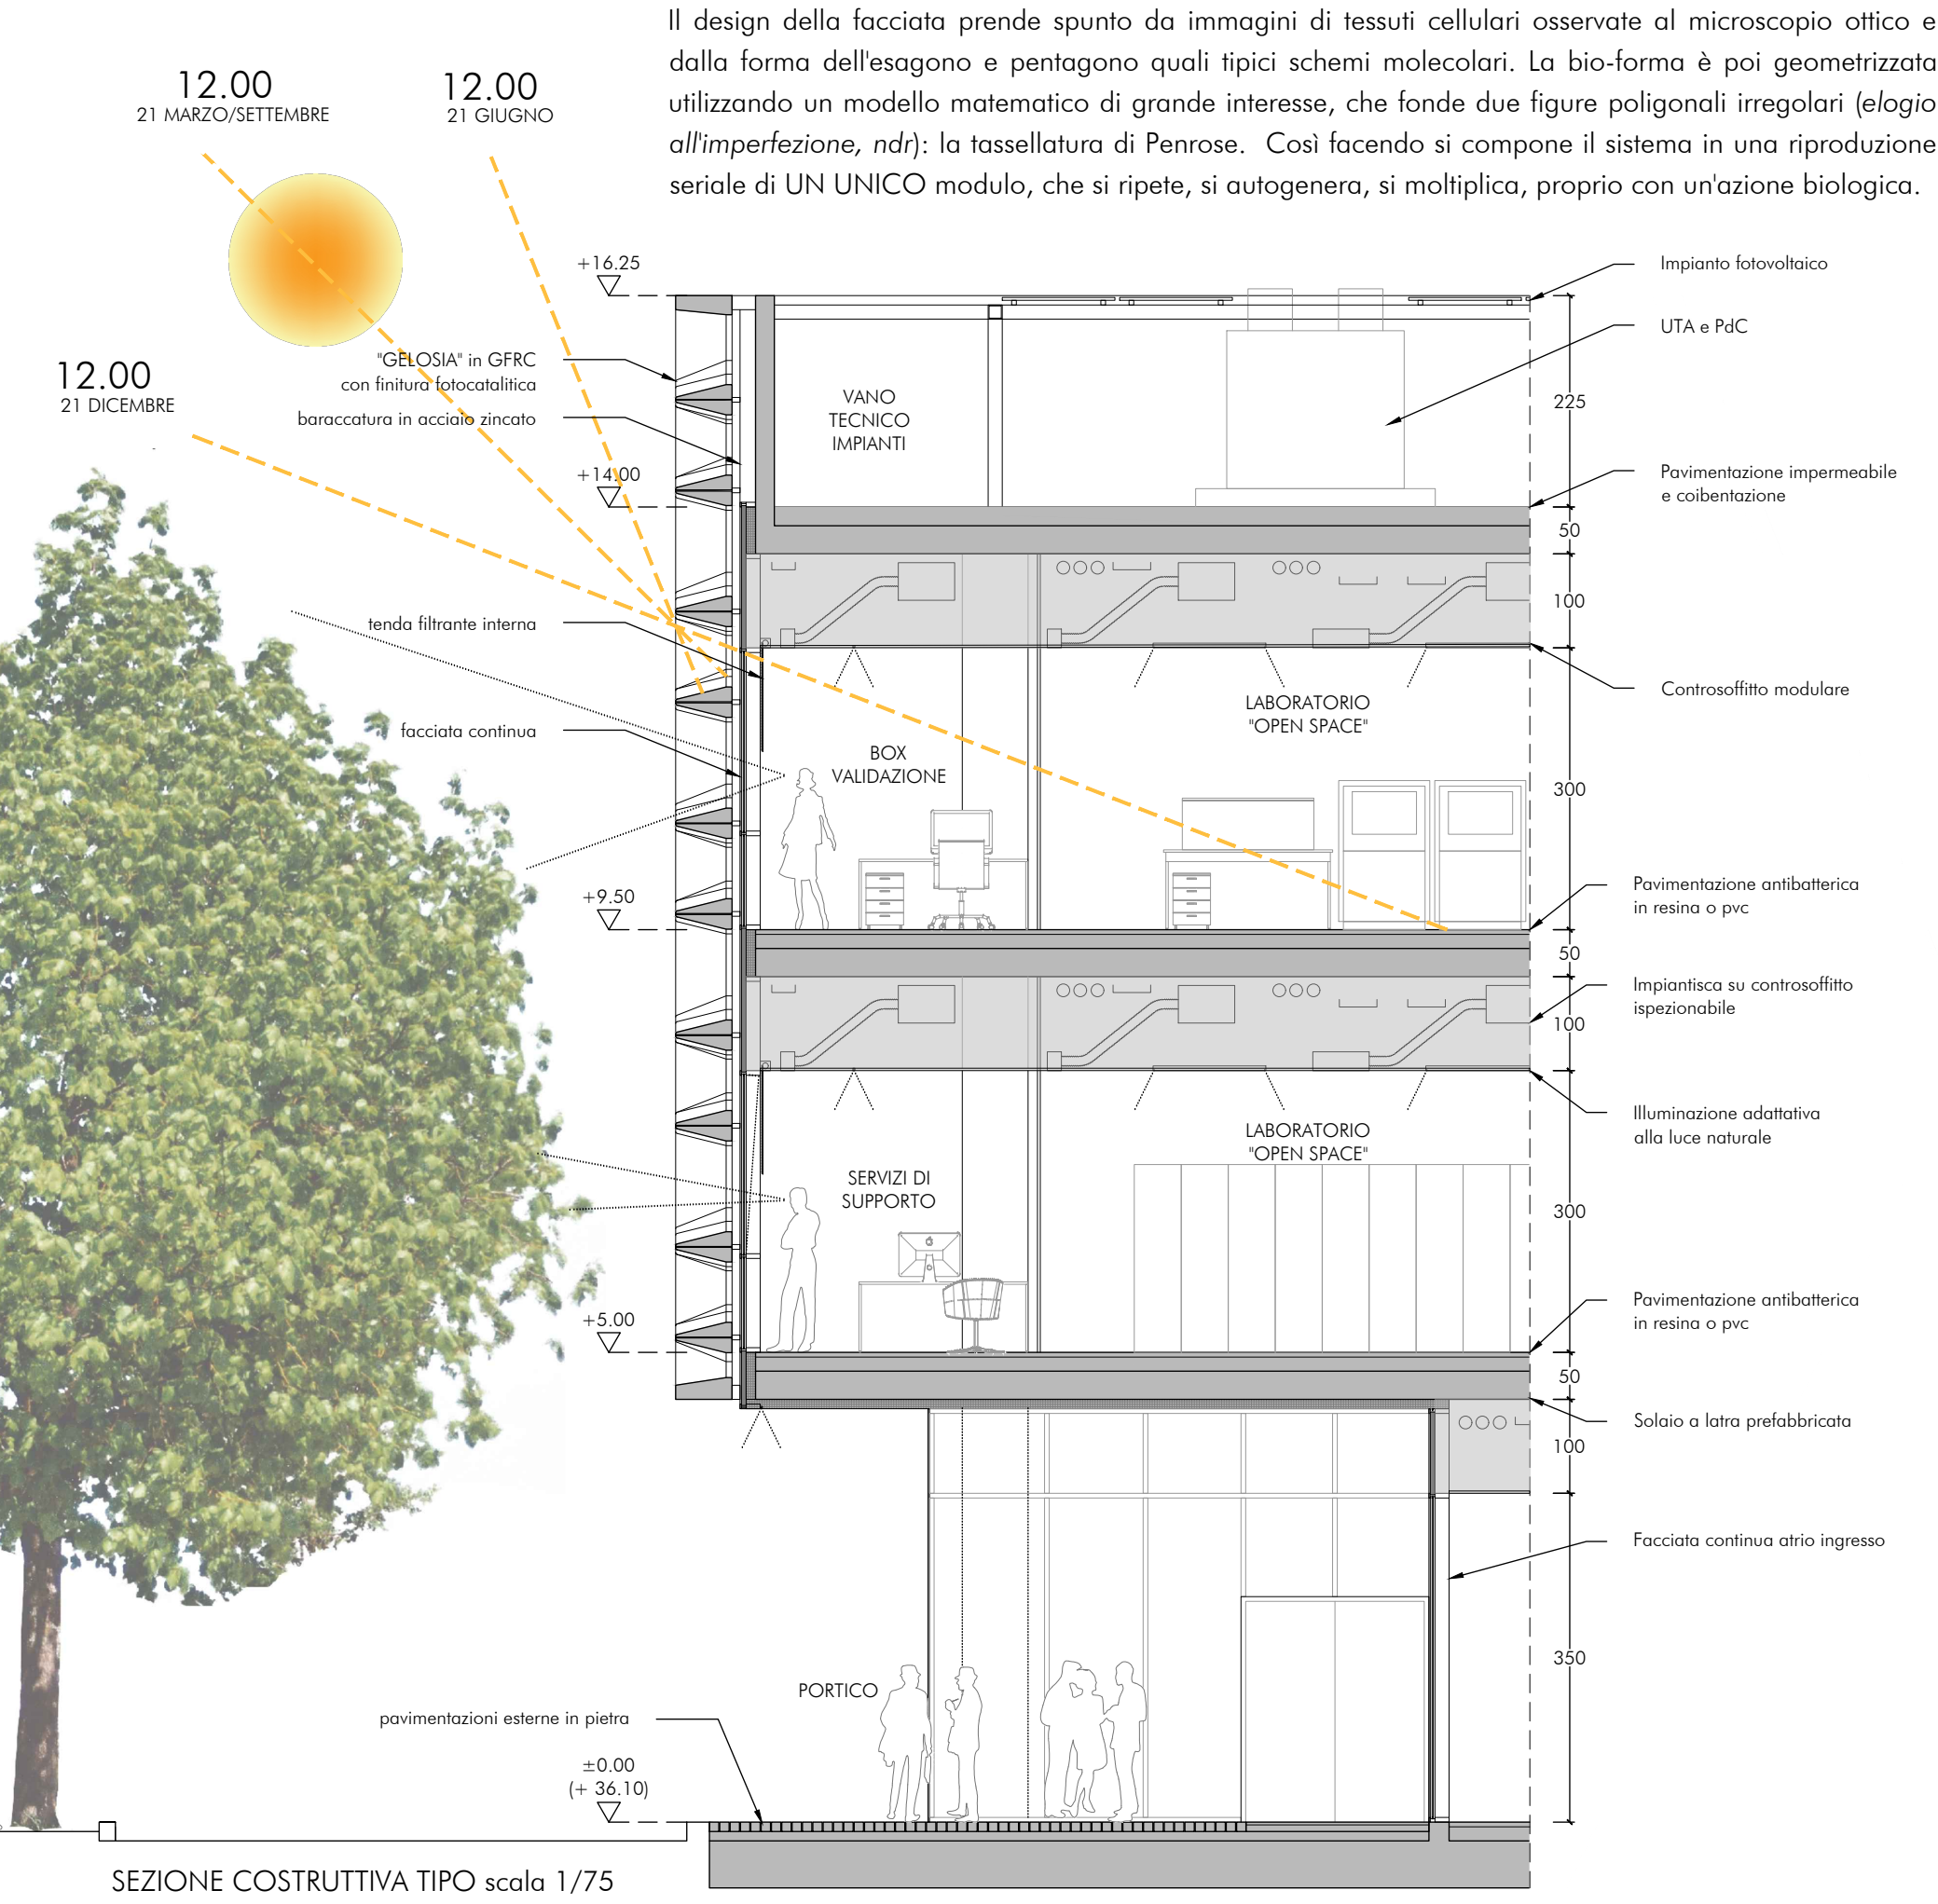 Il design della facciata prende spunto da immagini di tessuti cellulari osservate al microscopio ottico e
dalla forma dell'esagono e pentagono quali tipici schemi molecolari. La bio-forma è poi geometrizzata
utilizzando un modello matematico di grande interesse, che fonde due figure poligonali irregolari (elogio
all'imperfezione, ndr): la tassellatura di Penrose. Così facendo si compone il sistema in una riproduzione
seriale di UN UNICO modulo, che si ripete, si autogenera, si moltiplica, proprio con un'azione biologica.
12.00
21 MARZO/SETTEMBRE
12.00
21 GIUGNO
12.00
21 DICEMBRE
+16.25
"GELOSIA" in GFRC
con finitura fotocatalitica
baraccatura in acciaio zincato
+14.00
tenda filtrante interna
facciata continua
+9.50
+5.00
pavimentazioni esterne in pietra
±0.00
(+ 36.10)
VANO
TECNICO
IMPIANTI
BOX
VALIDAZIONE
LABORATORIO
"OPEN SPACE"
SERVIZI DI
SUPPORTO
LABORATORIO
"OPEN SPACE"
PORTICO
225
50
100
300
50
100
300
50
100
350
Impianto fotovoltaico
UTA e PdC
Pavimentazione impermeabile
e coibentazione
Controsoffitto modulare
Pavimentazione antibatterica
in resina o pvc
Impiantisca su controsoffitto
ispezionabile
Illuminazione adattativa
alla luce naturale
Pavimentazione antibatterica
in resina o pvc
Solaio a latra prefabbricata
Facciata continua atrio ingresso
SEZIONE COSTRUTTIVA TIPO scala 1/75